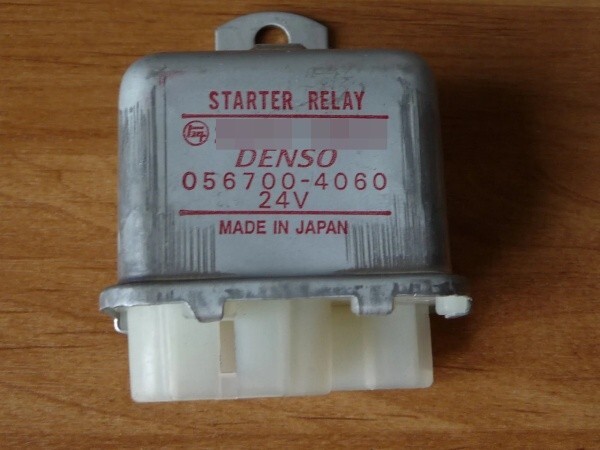 STARTER RELAY
DENSO
056700-4060
24V
MADE IN JAPAN